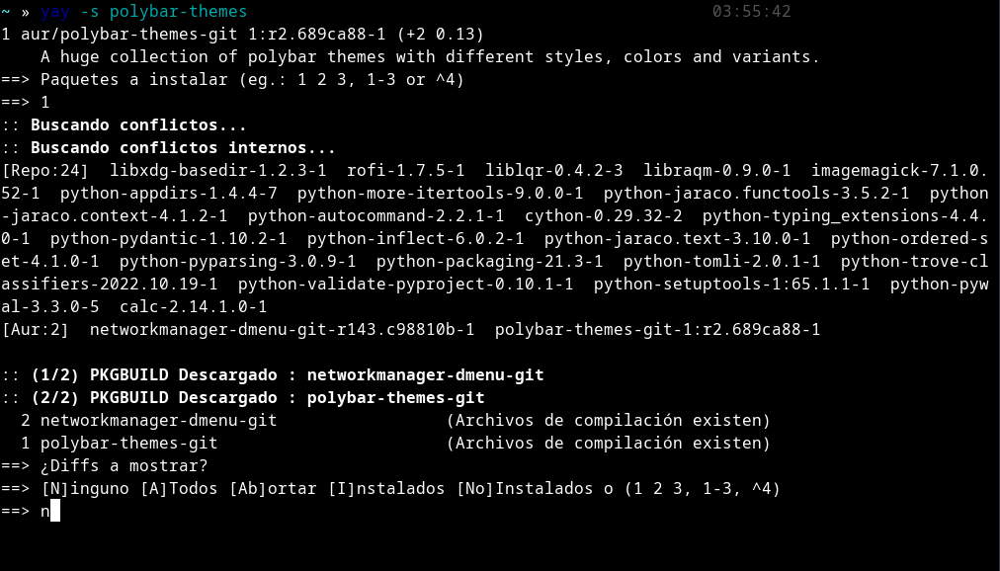 ~ » yay -s polybar-themes 03:55:42
1 aur/polybar-themes-git 1:r2.689ca88-1 (+2 0.13)
A huge collection of polybar themes with different styles, colors and variants.
==> Paquetes a instalar (eg.: 1 2 3, 1-3 or ^4)
==> 1
:: Buscando conflictos...
:: Buscando conflictos internos...
[Repo:24] libxdg-basedir-1.2.3-1 rofi-1.7.5-1 liblqr-0.4.2-3 libraqm-0.9.0-1 imagemagick-7.1.0.
52-1 python-appdirs-1.4.4-7 python-more-itertools-9.0.0-1 python-jaraco.functools-3.5.2-1 python
-jaraco.context-4.1.2-1 python-autocommand-2.2.1-1 cython-0.29.32-2 python-typing_extensions-4.4.
0-1 python-pydantic-1.10.2-1 python-inflect-6.0.2-1 python-jaraco.text-3.10.0-1 python-ordered-s
et-4.1.0-1 python-pyparsing-3.0.9-1 python-packaging-21.3-1 python-tomli-2.0.1-1 python-trove-cl
assifiers-2022.10.19-1 python-validate-pyproject-0.10.1-1 python-setuptools-1:65.1.1-1 python-pyw
al-3.3.0-5 calc-2.14.1.0-1
[Aur:2] networkmanager-dmenu-git-r143.c98810b-1 polybar-themes-git-1:r2.689ca88-1
:: (1/2) PKGBUILD Descargado : networkmanager-dmenu-git
:: (2/2) PKGBUILD Descargado : polybar-themes-git
2 networkmanager-dmenu-git (Archivos de compilación existen)
1 polybar-themes-git (Archivos de compilación existen)
==> ¿Diffs a mostrar?
==> [N]inguno [A]Todos [Ab]ortar [I]nstalados [No]Instalados o (1 2 3, 1-3, ^4)
==> n